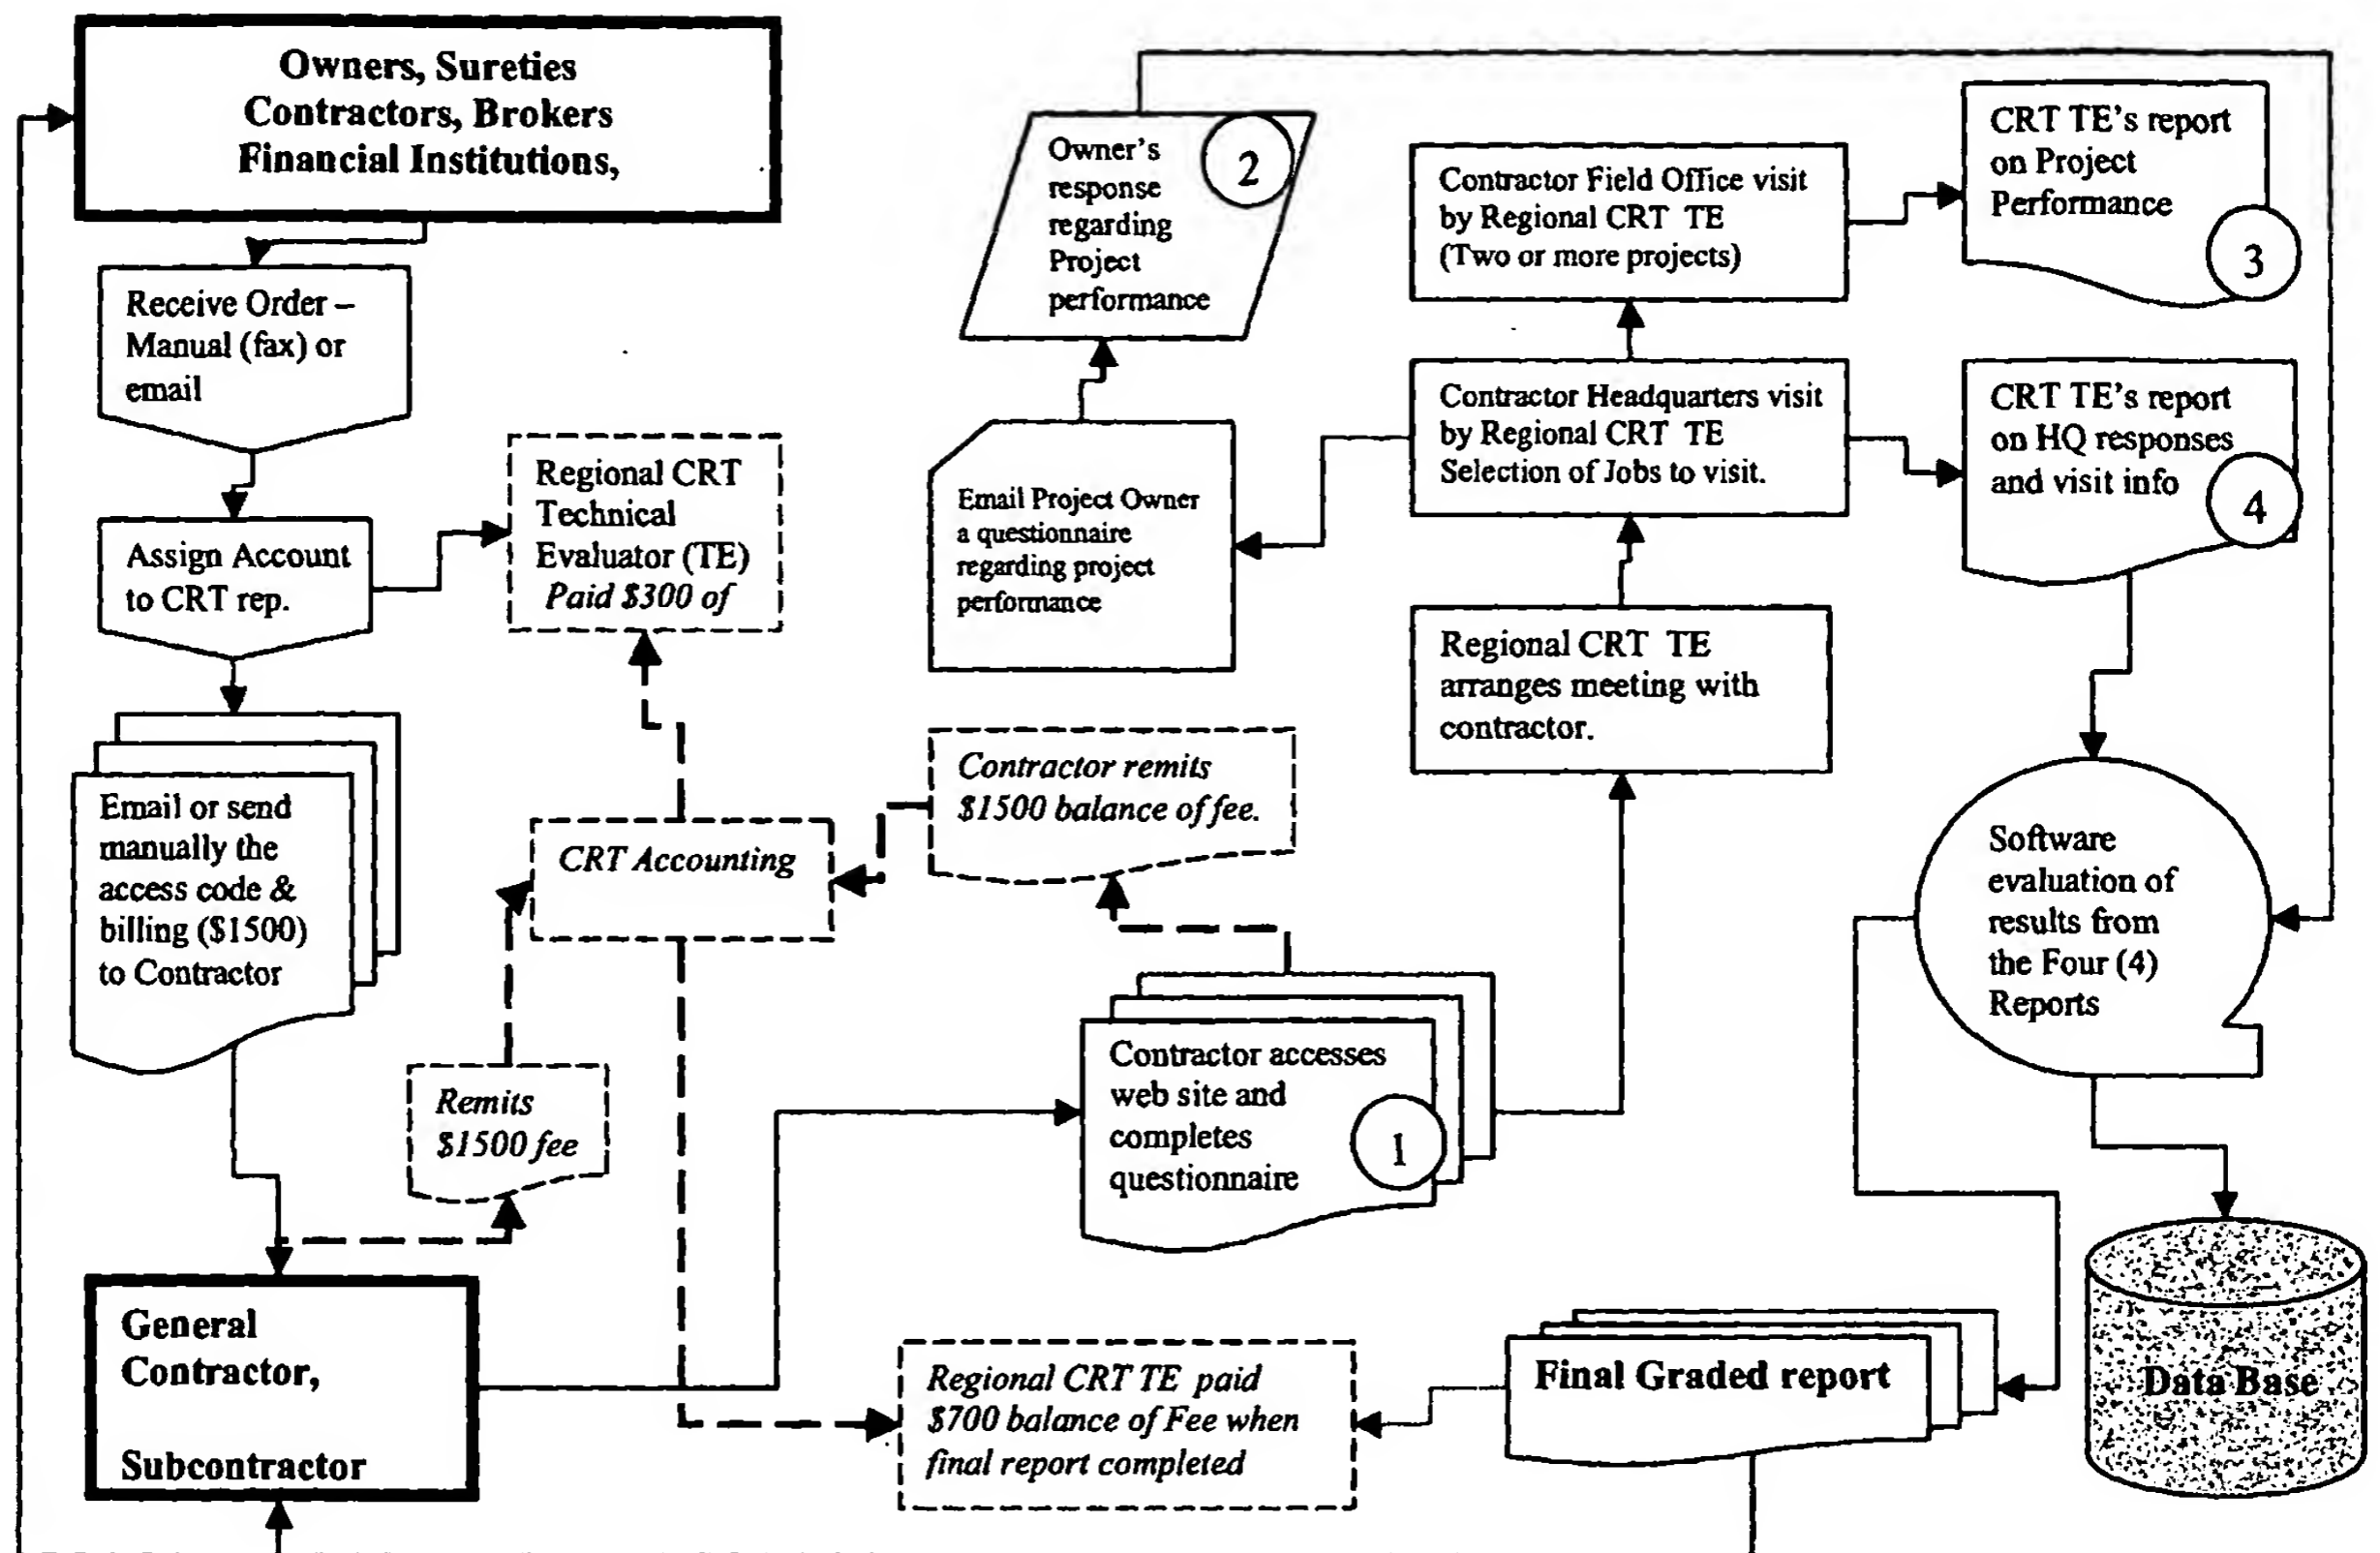 Owners, Sureties
Contractors, Brokers
Financial Institutions,
Receive Order –
Manual (fax) or
email
Assign Account
to CRT rep.
Regional CRT
Technical
Evaluator (TE)
Paid $300 of
Email or send
manually the
access code &
billing ($1500)
to Contractor
CRT Accounting
Remits
$1500 fee
General
Contractor,
Subcontractor
Owner's
response
regarding
Project
performance
2
Email Project Owner
a questionnaire
regarding project
performance
Contractor remits
$1500 balance of fee.
Contractor accesses
web site and
completes
questionnaire
1
Regional CRT TE paid
$700 balance of Fee when
final report completed
Contractor Field Office visit
by Regional CRT TE
(Two or more projects)
Contractor Headquarters visit
by Regional CRT TE
Selection of Jobs to visit.
Regional CRT TE
arranges meeting with
contractor.
CRT TE's report
on Project
Performance
3
CRT TE's report
on HQ responses
and visit info
4
Software
evaluation of
results from
the Four (4)
Reports
Final Graded report
Data Base